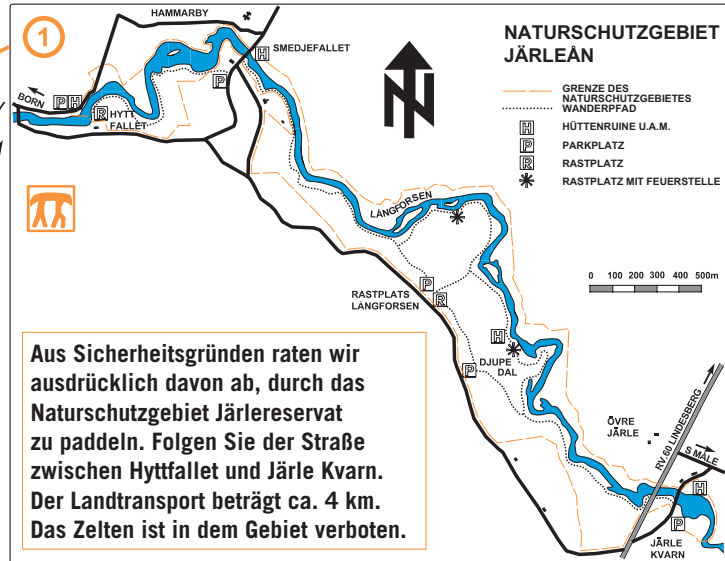 1
HAMMARBY
SMEDJEFALLET
H
P
BORN
P H
R
HYTT
FALLET
N
NATURSCHUTZGEBIET
JÄRLEÅN
GRENZE DES
NATURSCHUTZGEBIETES
WANDERPFAD
H HÜTTENRUINE U.A.M.
P PARKPLATZ
R RASTPLATZ
RASTPLATZ MIT FEUERSTELLE
0 100 200 300 400 500m
LÅNGFORSEN
P
R
RASTPLATS
LÅNGFORSEN
H
DJUPE
DAL
P
ÖVRE
JÄRLE
RV.60 LINDESBERG
S MÅLE
H
P
JÄRLE
KVARN
Aus Sicherheitsgründen raten wir
ausdrücklich davon ab, durch das
Naturschutzgebiet Järlereservat
zu paddeln. Folgen Sie der Straße
zwischen Hyttfallet und Järle Kvarn.
Der Landtransport beträgt ca. 4 km.
Das Zelten ist in dem Gebiet verboten.